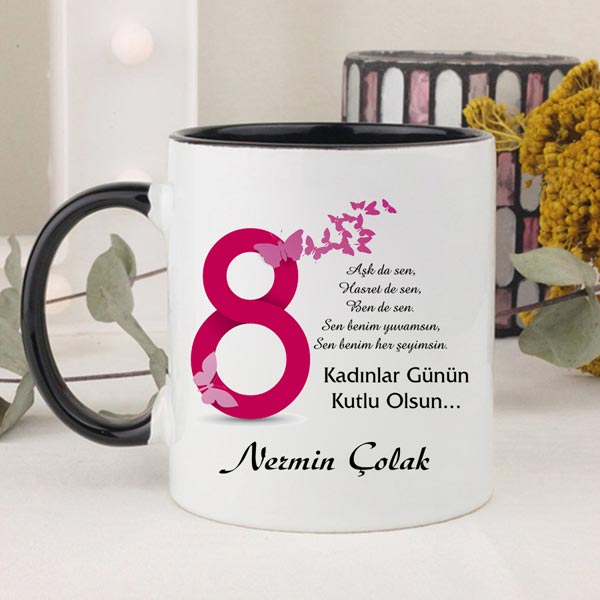 8
Aşk da sen,
Hasret de sen,
Ben de sen.
Sen benim yuvamsın,
Sen benim her şeyimsin.
Kadınlar Günün
Kutlu Olsun...
Nermin Çolak